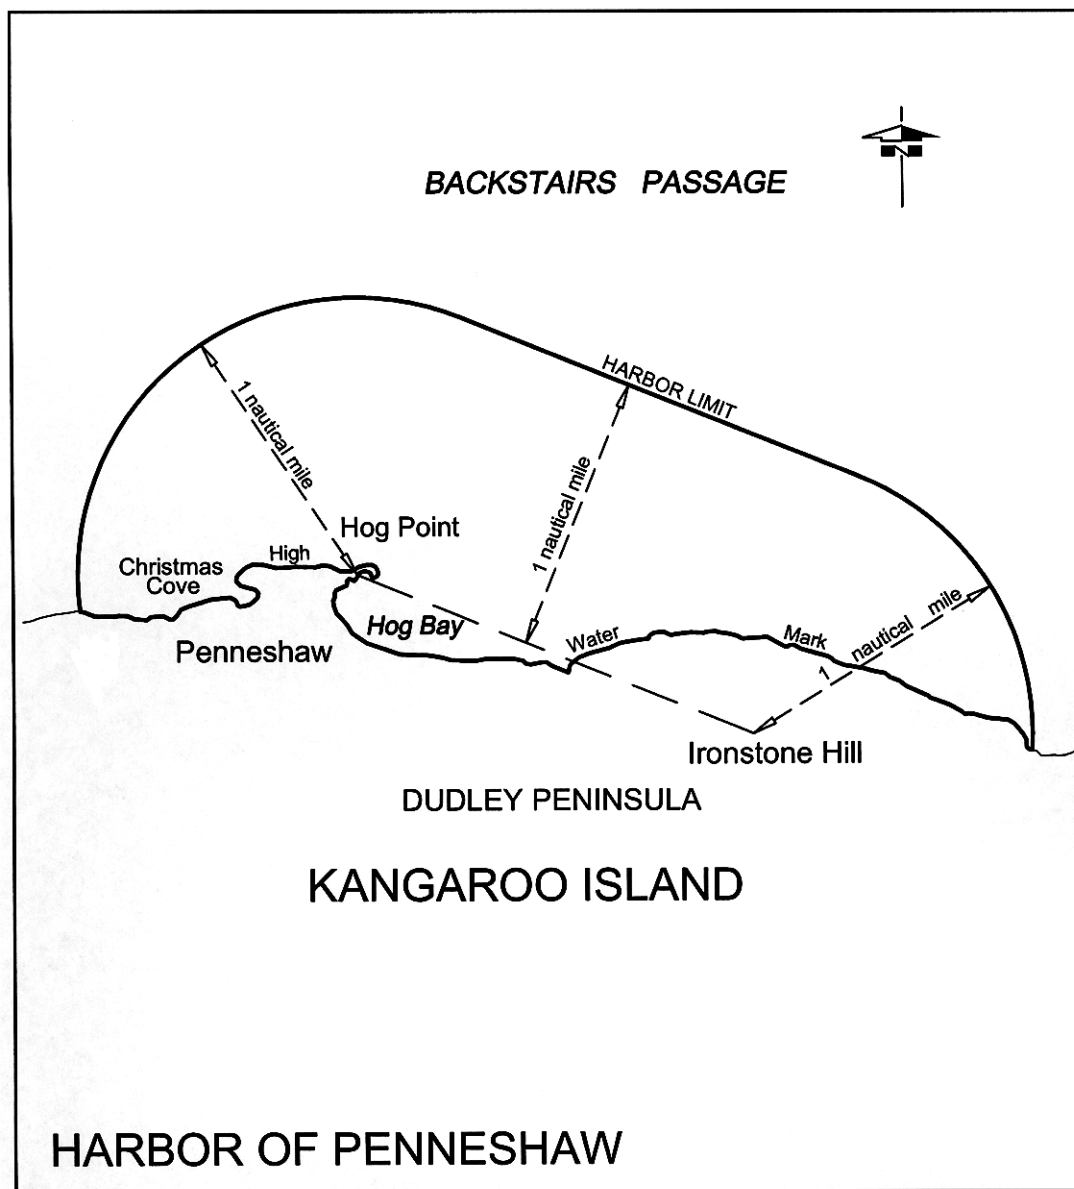 N
BACKSTAIRS PASSAGE
HARBOR LIMIT
1 nautical mile
1 nautical mile
Hog Point
High
Christmas
Cove
1 nautical mile
Hog Bay
Water
Mark
Penneshaw
Ironstone Hill
DUDLEY PENINSULA
KANGAROO ISLAND
HARBOR OF PENNESHAW